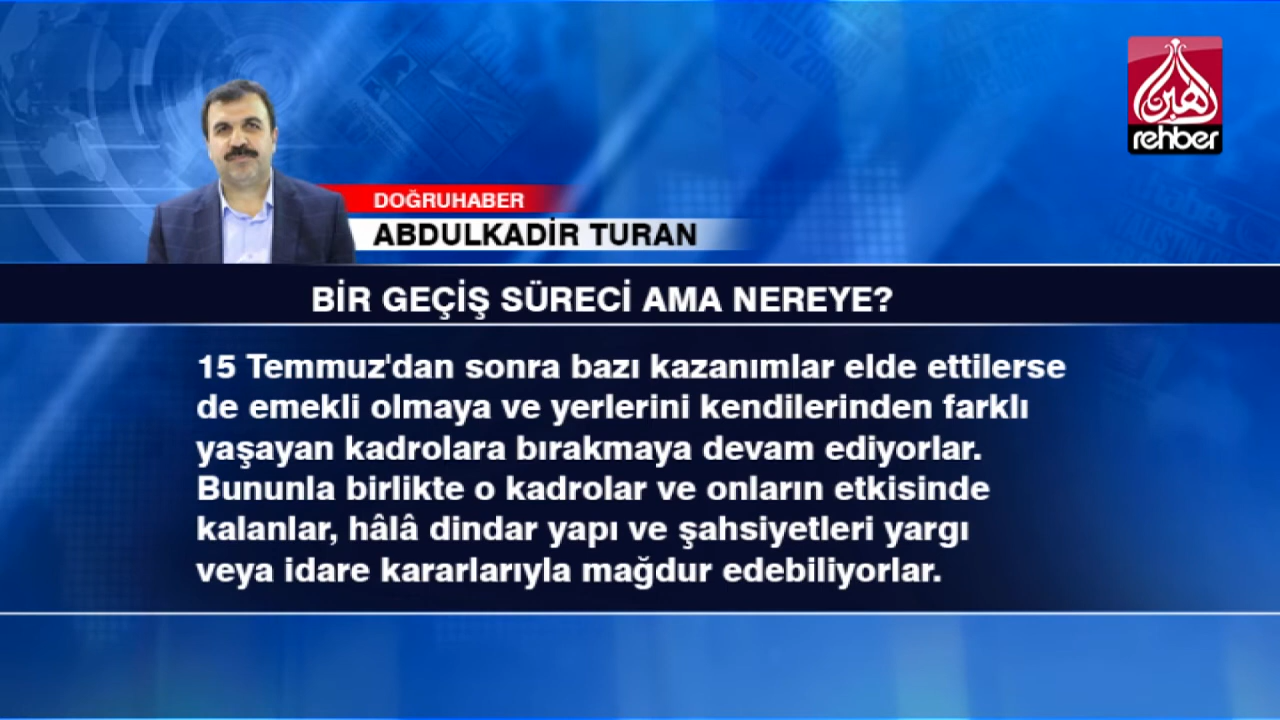 رهبر
rehber
DOĞRUHABER
ABDULKADİR TURAN
BİR GEÇİŞ SÜRECİ AMA NEREYE?
15 Temmuz'dan sonra bazı kazanımlar elde ettilerse
de emekli olmaya ve yerlerini kendilerinden farklı
yaşayan kadrolara bırakmaya devam ediyorlar.
Bununla birlikte o kadrolar ve onların etkisinde
kalanlar, hâlâ dindar yapı ve şahsiyetleri yargı
veya idare kararlarıyla mağdur edebiliyorlar.